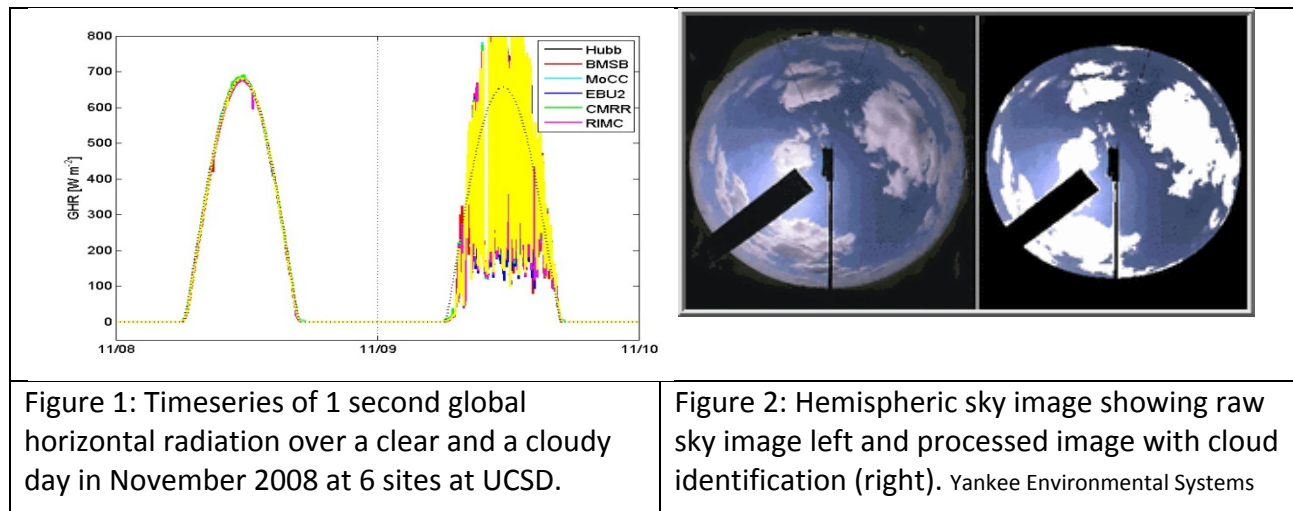 800
700
600
500
400
300
200
100
0
GHR [W m⁻²]
11/08
11/09
11/10
Hubb
BMSB
MoCC
EBU2
CMRR
RIMC
Figure 1: Timeseries of 1 second global
horizontal radiation over a clear and a cloudy
day in November 2008 at 6 sites at UCSD.
Figure 2: Hemispheric sky image showing raw
sky image left and processed image with cloud
identification (right). Yankee Environmental Systems